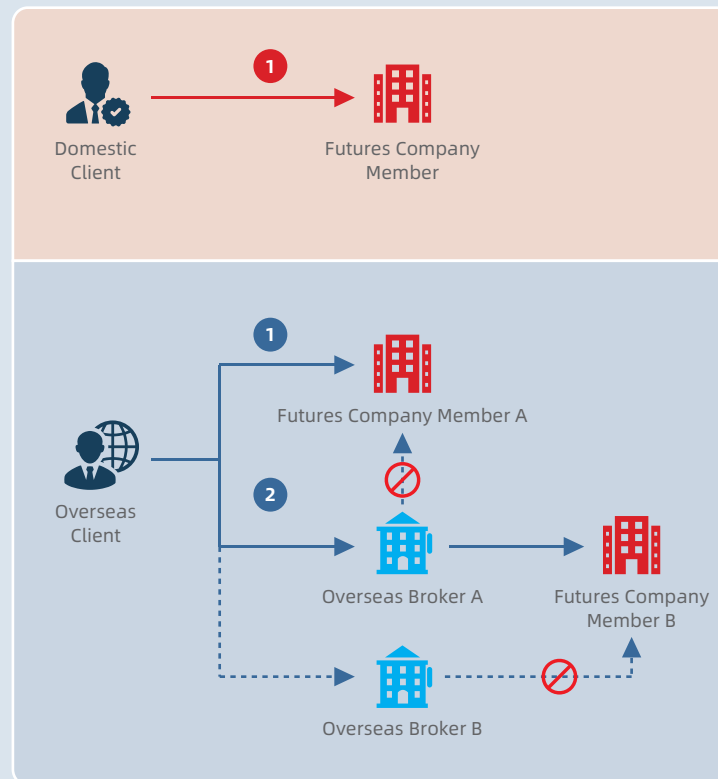 1
Domestic
Client
Futures Company
Member
1
Futures Company Member A
Overseas
Client
2
Overseas Broker A
Futures Company
Member B
Overseas Broker B